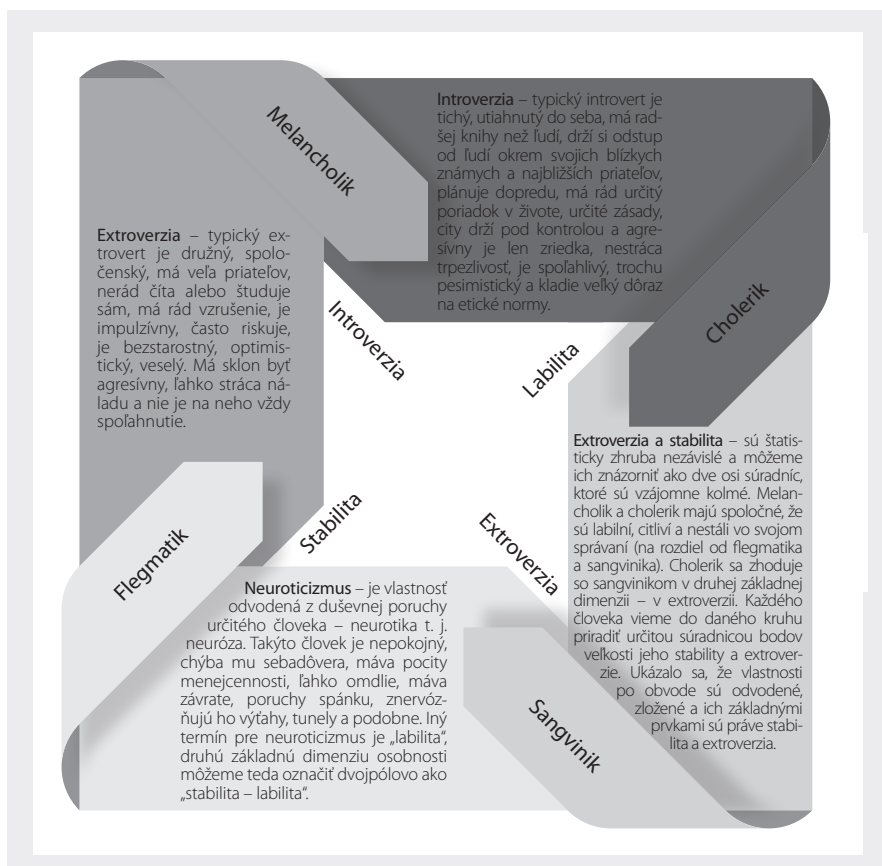 Melancholik
Introverzia – typický introvert je
tichý, utiahnutý do seba, má rad-
šej knihy než ľudí, drží si odstup
od ľudí okrem svojich blízkych
známych a najbližších priateľov,
plánuje dopredu, má rád určitý
poriadok v živote, určité zásady,
city drží pod kontrolou a agre-
sívny je len zriedka, nestráca
trpezlivosť, je spoľahlivý, trochu
pesimistický a kladie veľký dôraz
na etické normy.
Extroverzia – typický ex-
trovert je družný, spolo-
čenský, má veľa priateľov,
nerád číta alebo študuje
sám, má rád vzrušenie, je
impulzívny, často riskuje,
je bezstarostný, optimis-
tický, veselý. Má sklon byť
agresívny, ľahko stráca ná-
ladu a nie je na neho vždy
spoľahnutie.
Introverzia
Labilita
Cholerik
Extroverzia a stabilita – sú štatis-
ticky zhruba nezávislé a môžeme
ich znázorniť ako dve osi súradníc,
ktoré sú vzájomne kolmé. Melan-
cholik a cholerik majú spoločné, že
sú labilní, citliví a nestáli vo svojom
správaní (na rozdiel od flegmatika
a sangvinika). Cholerik sa zhoduje
so sangvinikom v druhej základnej
dimenzii – v extroverzii. Každého
človeka vieme do daného kruhu
priradiť určitou súradnicou bodov
veľkosti jeho stability a extrover-
zie. Ukázalo sa, že vlastnosti
po obvode sú odvodené,
zložené a ich základnými
prvkami sú práve stabi-
lita a extroverzia.
Stabilita
Extroverzia
Flegmatik
Neuroticizmus – je vlastnosť
odvodená z duševnej poruchy
určitého človeka – neurotika t. j.
neuróza. Takýto človek je nepokojný,
chýba mu sebadôvera, máva pocity
menejcennosti, ľahko omdlie, máva
závrate, poruchy spánku, znervóz-
ňujú ho výťahy, tunely a podobne. Iný
termín pre neuroticizmus je „labilita“,
druhú základnú dimenziu osobnosti
môžeme teda označiť dvojpólovo ako
„stabilita – labilita“.
Sangvinik